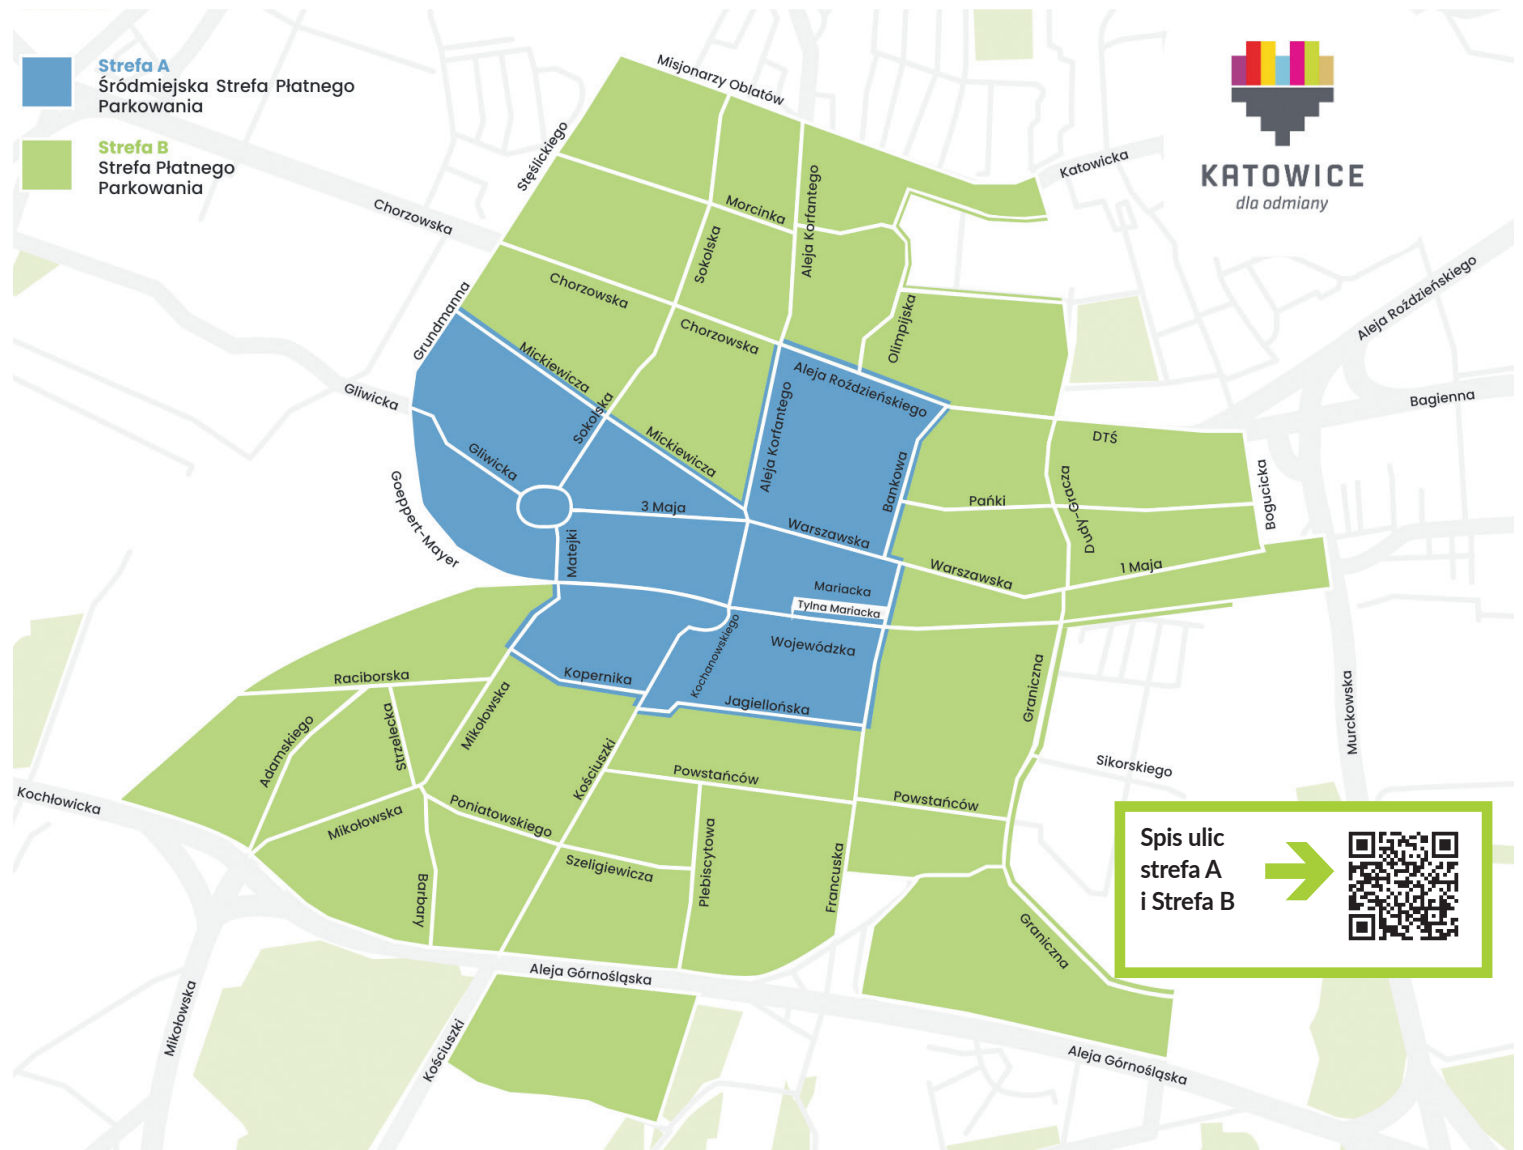 Strefa A
Śródmiejska Strefa Płatnego
Parkowania
Strefa B
Strefa Płatnego
Parkowania
KATOWICE
dla odmiany
Misjonarzy Oblatów
Stęślickiego
Katowicka
Chorzowska
Morcinka
Aleja Korfantego
Sokolska
Chorzowska
Grundmanna
Chorzowska
Olimpijska
Aleja Roździeńskiego
Mickiewicza
Gliwicka
Aleja Roździeńskiego
Bagienna
Sokolska
Aleja Korfantego
Mickiewicza
DTŚ
Gliwicka
Bankowa
Goeppert-Mayer
3 Maja
Pańki
Dudy-Gracza
Bogucicka
Matejki
Warszawska
Warszawska
1 Maja
Mariacka
Tylna Mariacka
Kochanowskiego
Wojewódzka
Raciborska
Kopernika
Jagiellońska
Graniczna
Murckowska
Mikołowska
Strzelecka
Adamskiego
Kościuszki
Powstańców
Sikorskiego
Powstańców
Kochłowicka
Mikołowska
Poniatowskiego
Szeligiewicza
Plebiscytowa
Francuska
Barbary
Graniczna
Spis ulic
strefa A
i Strefa B
Aleja Górnośląska
Mikołowska
Kościuszki
Aleja Górnośląska